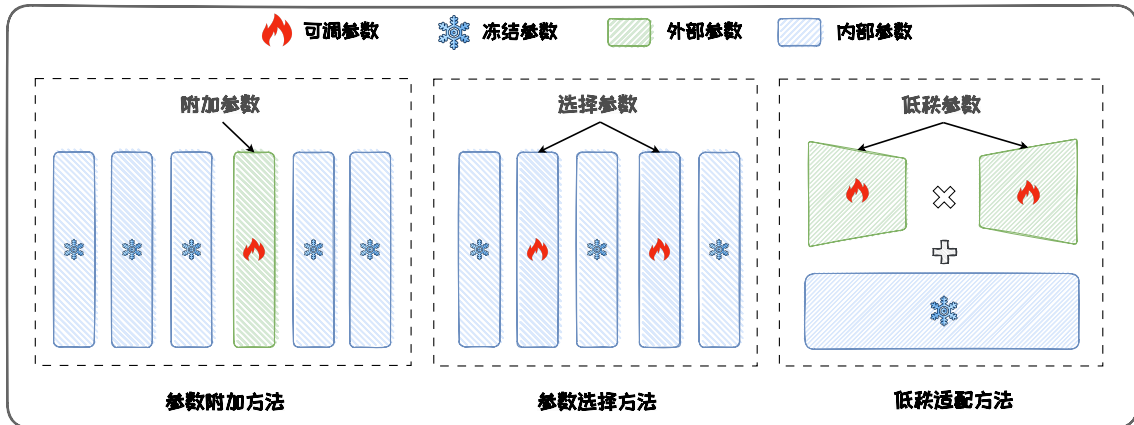 可调参数 冻结参数 外部参数 内部参数
附加参数 选择参数 低秩参数
参数附加方法 参数选择方法 低秩适配方法